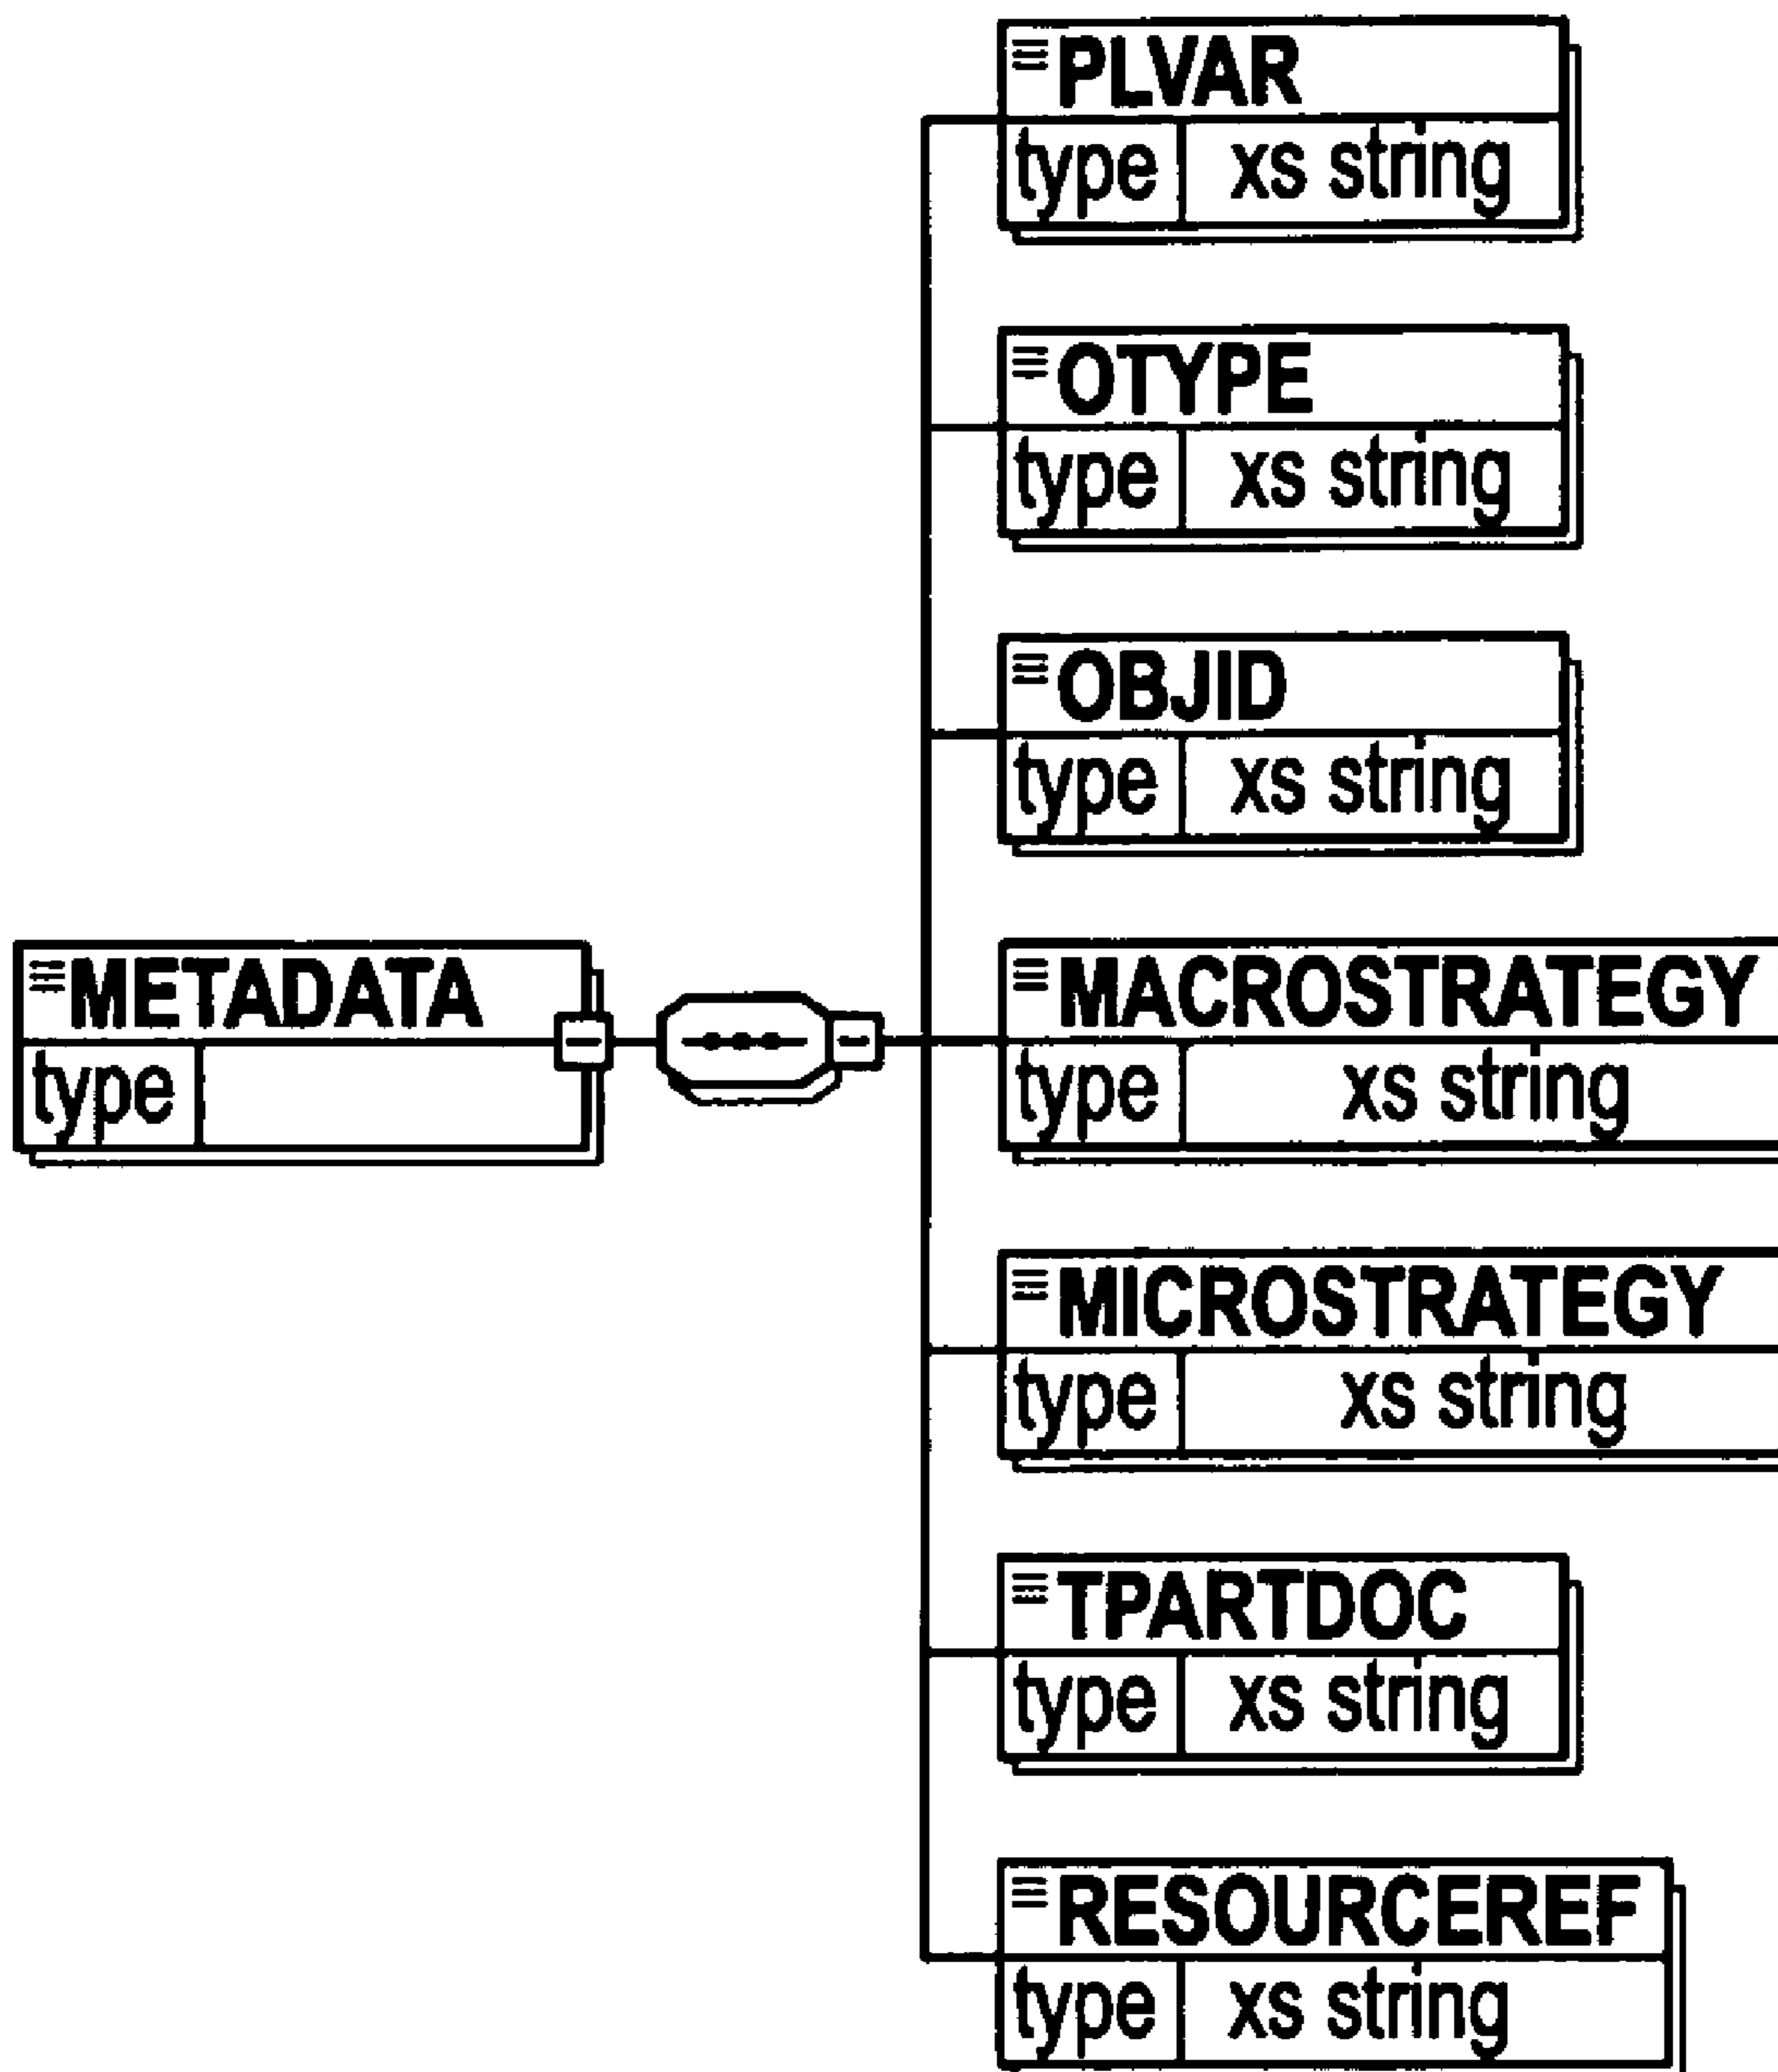 PLVAR
type xs string
OTYPE
type xs string
OBJID
type xs string
METADATA
type
MACROSTRATEGY
type xs string
MICROSTRATEGY
type xs string
TPARTDOC
type xs string
RESOURCEREF
type xs string